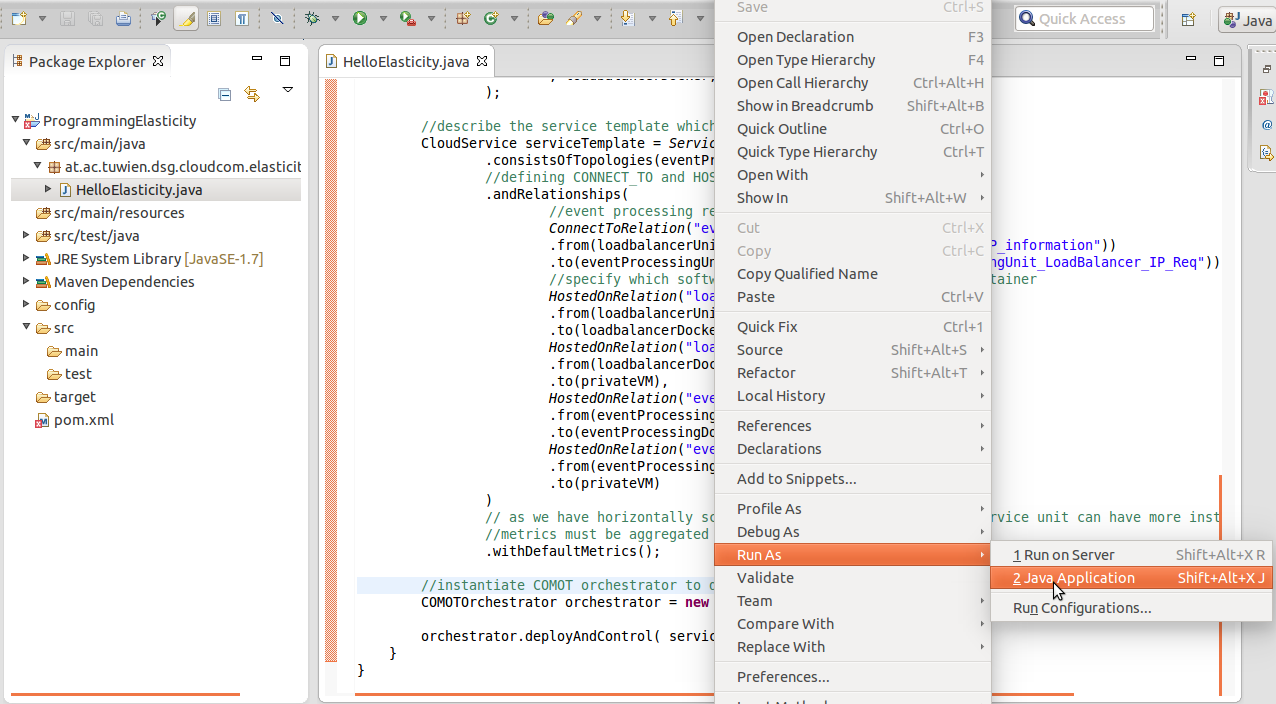 Quick Access
Java
Package Explorer
ProgrammingElasticity
src/main/java
at.ac.tuwien.dsg.cloudcom.elasticit
HelloElasticity.java
src/main/resources
src/test/java
JRE System Library [JavaSE-1.7]
Maven Dependencies
config
src
main
test
target
pom.xml
HelloElasticity.java
);
//describe the service template which
CloudService serviceTemplate = Servic
.consistsOfTopologies(eventPr
//defining CONNECT_TO and HOS
.andRelationships(
//event processing re
ConnectToRelation("eve
.from(loadbalancerUni
P_information"))
.to(eventProcessingUn
ngUnit_LoadBalancer_IP_Req"))
//specify which softw
tainer
HostedOnRelation("loa
.from(loadbalancerUni
.to(loadbalancerDocke
HostedOnRelation("loa
.from(loadbalancerDoc
.to(privateVM),
HostedOnRelation("eve
.from(eventProcessing
.to(eventProcessingDo
HostedOnRelation("eve
.from(eventProcessing
.to(privateVM)
)
// as we have horizontally sc
rvice unit can have more inst
//metrics must be aggregated
.withDefaultMetrics();
//instantiate COMOT orchestrator to d
COMOTOrchestrator orchestrator = new
orchestrator.deployAndControl( servic
}
}
Save Ctrl+S
Open Declaration F3
Open Type Hierarchy F4
Open Call Hierarchy Ctrl+Alt+H
Show in Breadcrumb Shift+Alt+B
Quick Outline Ctrl+O
Quick Type Hierarchy Ctrl+T
Open With
Show In Shift+Alt+W
Cut Ctrl+X
Copy Ctrl+C
Copy Qualified Name
Paste Ctrl+V
Quick Fix Ctrl+1
Source Shift+Alt+S
Refactor Shift+Alt+T
Local History
References
Declarations
Add to Snippets...
Profile As
Debug As
Run As
Validate
Team
Compare With
Replace With
Preferences...
1 Run on Server Shift+Alt+X R
2 Java Application Shift+Alt+X J
Run Configurations...